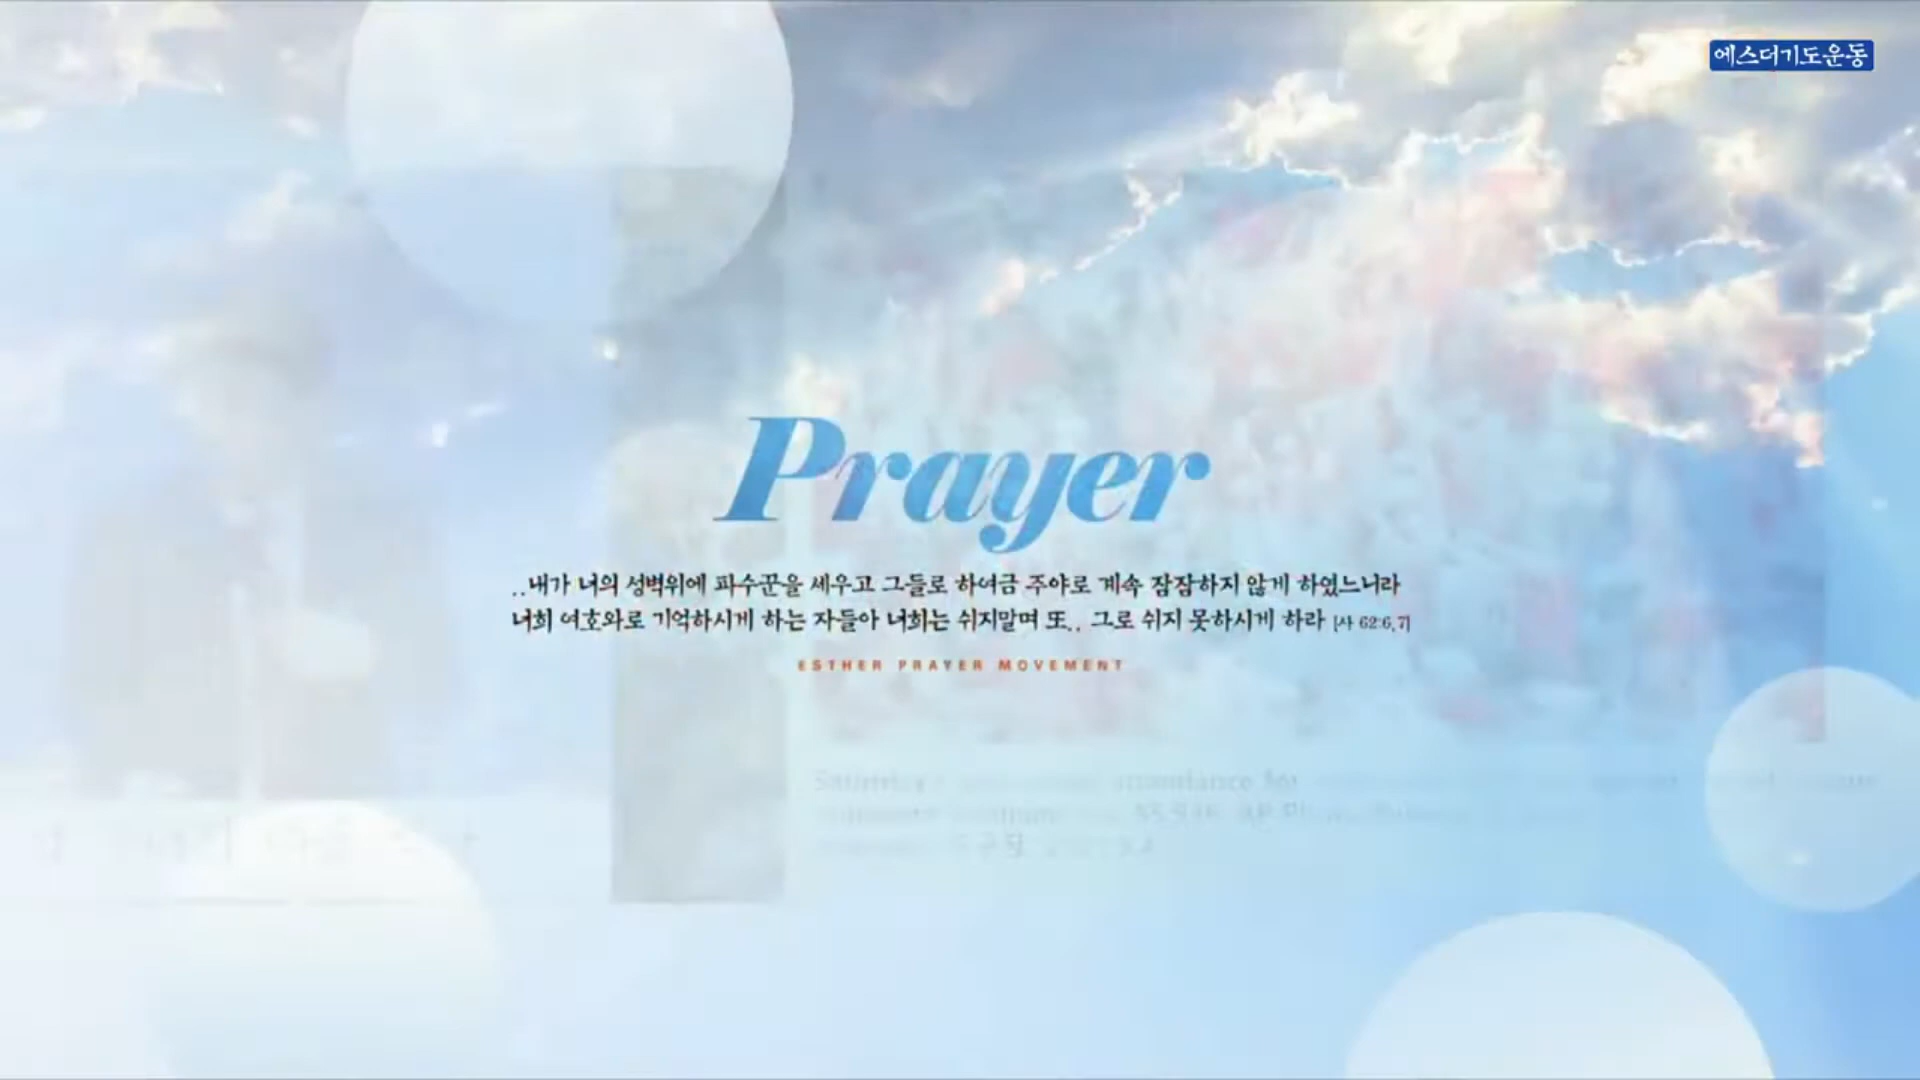 에스더기도운동
Prayer
..내가 너의 성벽위에 파수꾼을 세우고 그들로 하여금 주야로 계속 잠잠하지 않게 하였느니라
너희 여호와로 기억하시게 하는 자들아 너희는 쉬지말며 또.. 그로 쉬지 못하시게 하라 [사 62:6,7]
ESTHER PRAYER MOVEMENT
attendance for